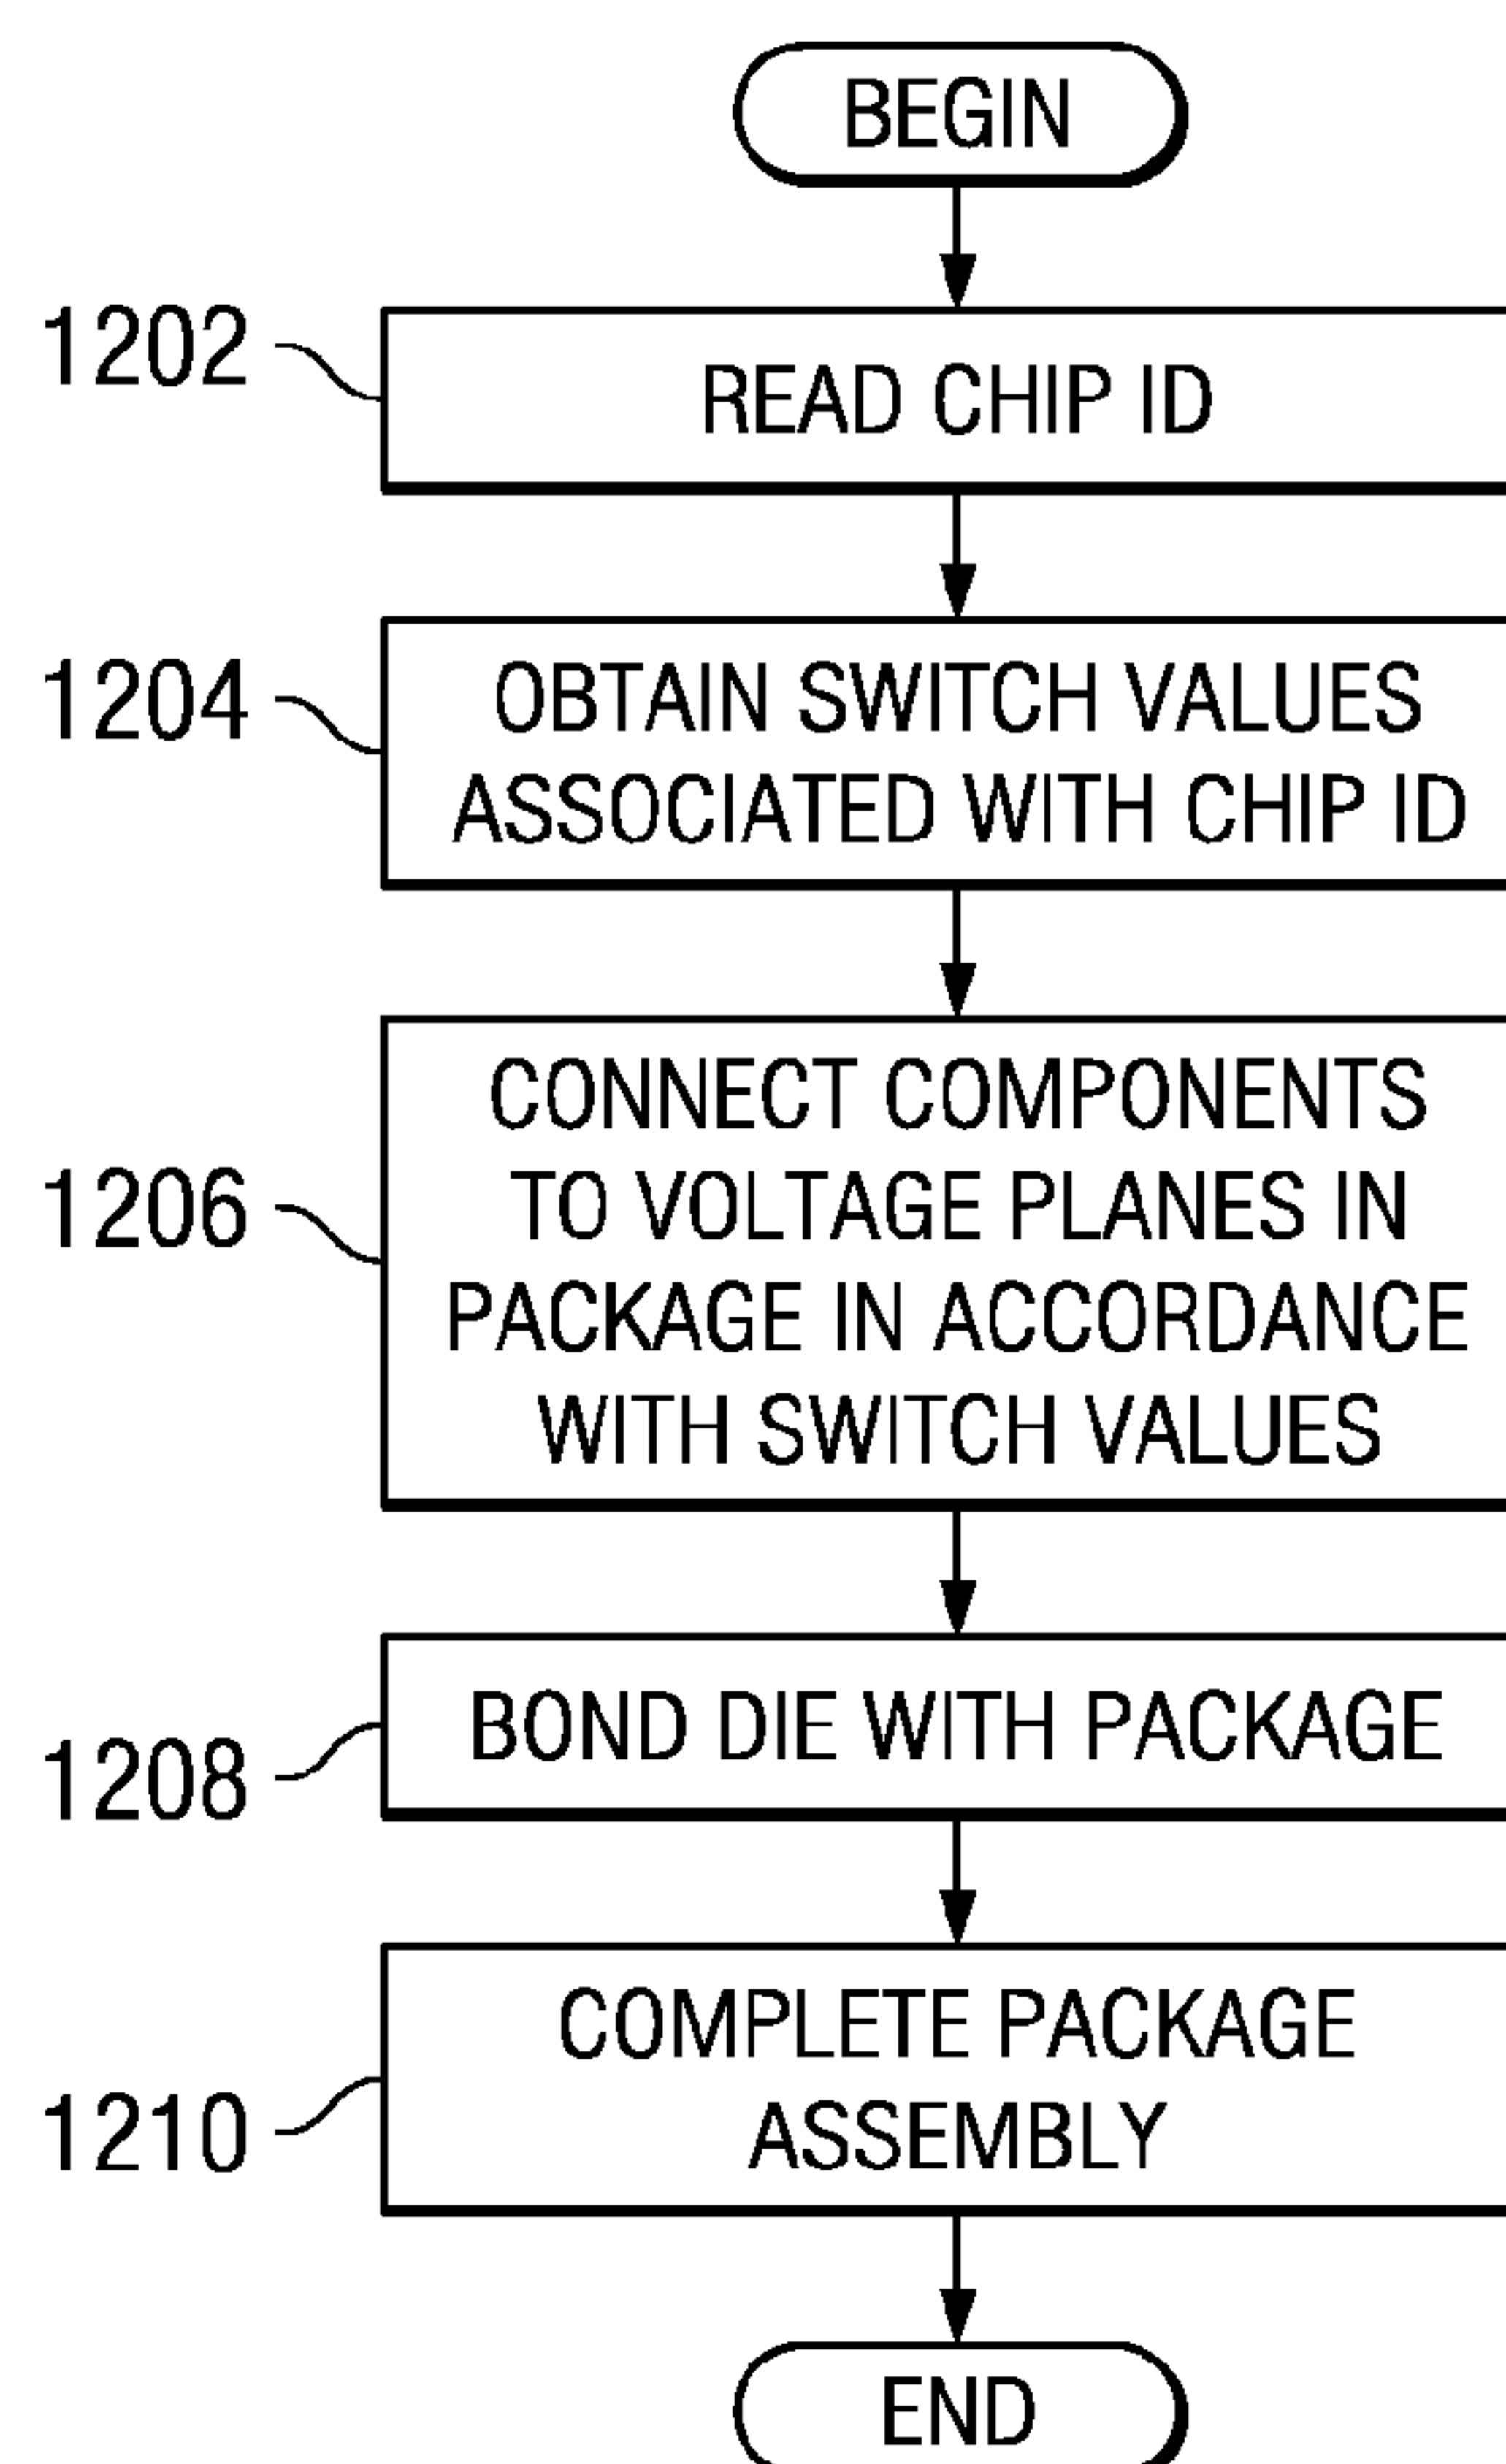 BEGIN
1202
READ CHIP ID
1204
OBTAIN SWITCH VALUES
ASSOCIATED WITH CHIP ID
1206
CONNECT COMPONENTS
TO VOLTAGE PLANES IN
PACKAGE IN ACCORDANCE
WITH SWITCH VALUES
1208
BOND DIE WITH PACKAGE
1210
COMPLETE PACKAGE
ASSEMBLY
END